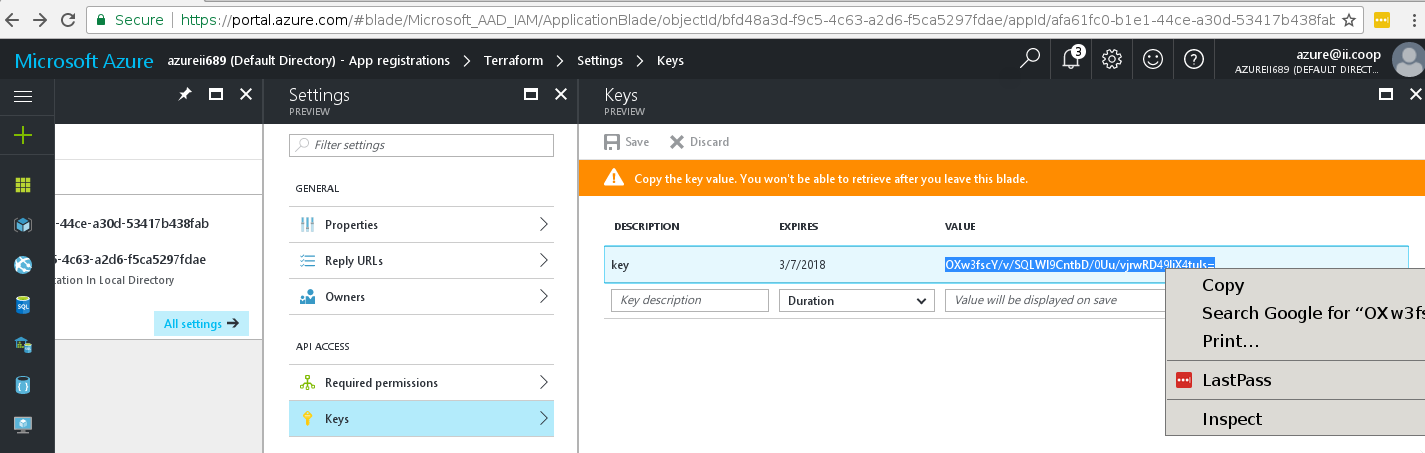 Secure https://portal.azure.com/#blade/Microsoft_AAD_IAM/ApplicationBlade/objectId/bfd48a3d-f9c5-4c63-a2d6-f5ca5297fdae/appId/afa61fc0-b1e1-44ce-a30d-53417b438fab
Microsoft Azure azureii689 (Default Directory) - App registrations Terraform Settings Keys
3
azure@ii.coop
AZUREII689 (DEFAULT DIRECT...
Settings
PREVIEW
Filter settings
GENERAL
Properties
Reply URLs
Owners
API ACCESS
Required permissions
Keys
-44ce-a30d-53417b438fab
-4c63-a2d6-f5ca5297fdae
ation In Local Directory
All settings
SQL
Keys
PREVIEW
Save Discard
Copy the key value. You won't be able to retrieve after you leave this blade.
DESCRIPTION EXPIRES VALUE
key 3/7/2018
Key description Duration Value will be displayed on save
Copy
Search Google for “OXw3fs
Print...
LastPass
Inspect